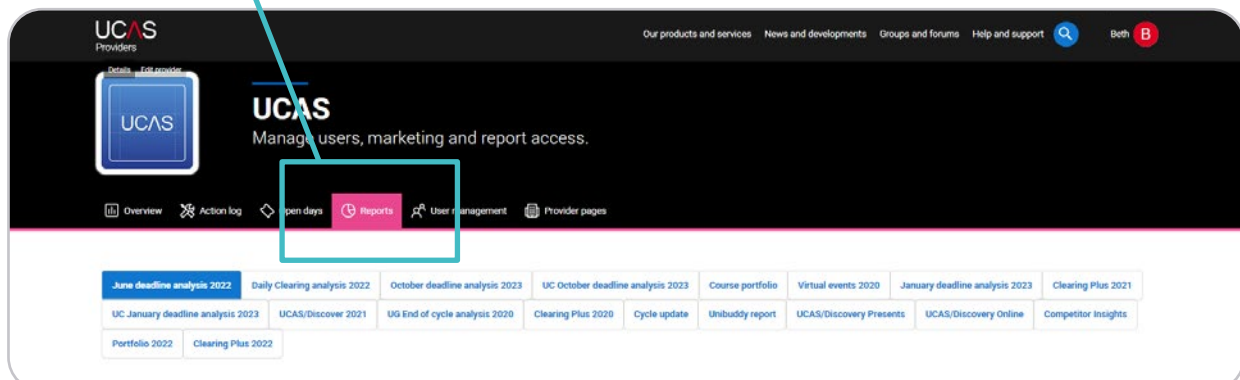 UCAS
Providers
Our products and services News and developments Groups and forums Help and support Beth B
Details Edit provider
UCAS
UCAS
Manage users, marketing and report access.
Overview Action log Open days Reports User management Provider pages
June deadline analysis 2022 Daily Clearing analysis 2022 October deadline analysis 2023 UC October deadline analysis 2023 Course portfolio Virtual events 2020 January deadline analysis 2023 Clearing Plus 2021
UC January deadline analysis 2023 UCAS/Discover 2021 UG End of cycle analysis 2020 Clearing Plus 2020 Cycle update Unibuddy report UCAS/Discovery Presents UCAS/Discovery Online Competitor Insights
Portfolio 2022 Clearing Plus 2022